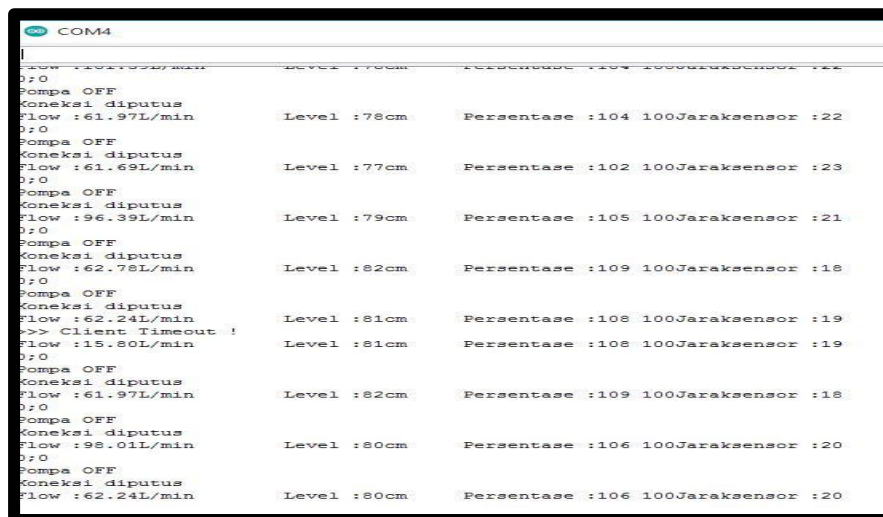 COM4
Pompa OFF
Koneksi diputus
Flow :61.97L/min Level :78cm Persentase :104 100Jaraksensor :22
0;0
Pompa OFF
Koneksi diputus
Flow :61.69L/min Level :77cm Persentase :102 100Jaraksensor :23
0;0
Pompa OFF
Koneksi diputus
Flow :96.39L/min Level :79cm Persentase :105 100Jaraksensor :21
0;0
Pompa OFF
Koneksi diputus
Flow :62.78L/min Level :82cm Persentase :109 100Jaraksensor :18
0;0
Pompa OFF
Koneksi diputus
Flow :62.24L/min Level :81cm Persentase :108 100Jaraksensor :19
>>> Client Timeout !
Flow :15.80L/min Level :81cm Persentase :108 100Jaraksensor :19
0;0
Pompa OFF
Koneksi diputus
Flow :61.97L/min Level :82cm Persentase :109 100Jaraksensor :18
0;0
Pompa OFF
Koneksi diputus
Flow :98.01L/min Level :80cm Persentase :106 100Jaraksensor :20
0;0
Pompa OFF
Koneksi diputus
Flow :62.24L/min Level :80cm Persentase :106 100Jaraksensor :20